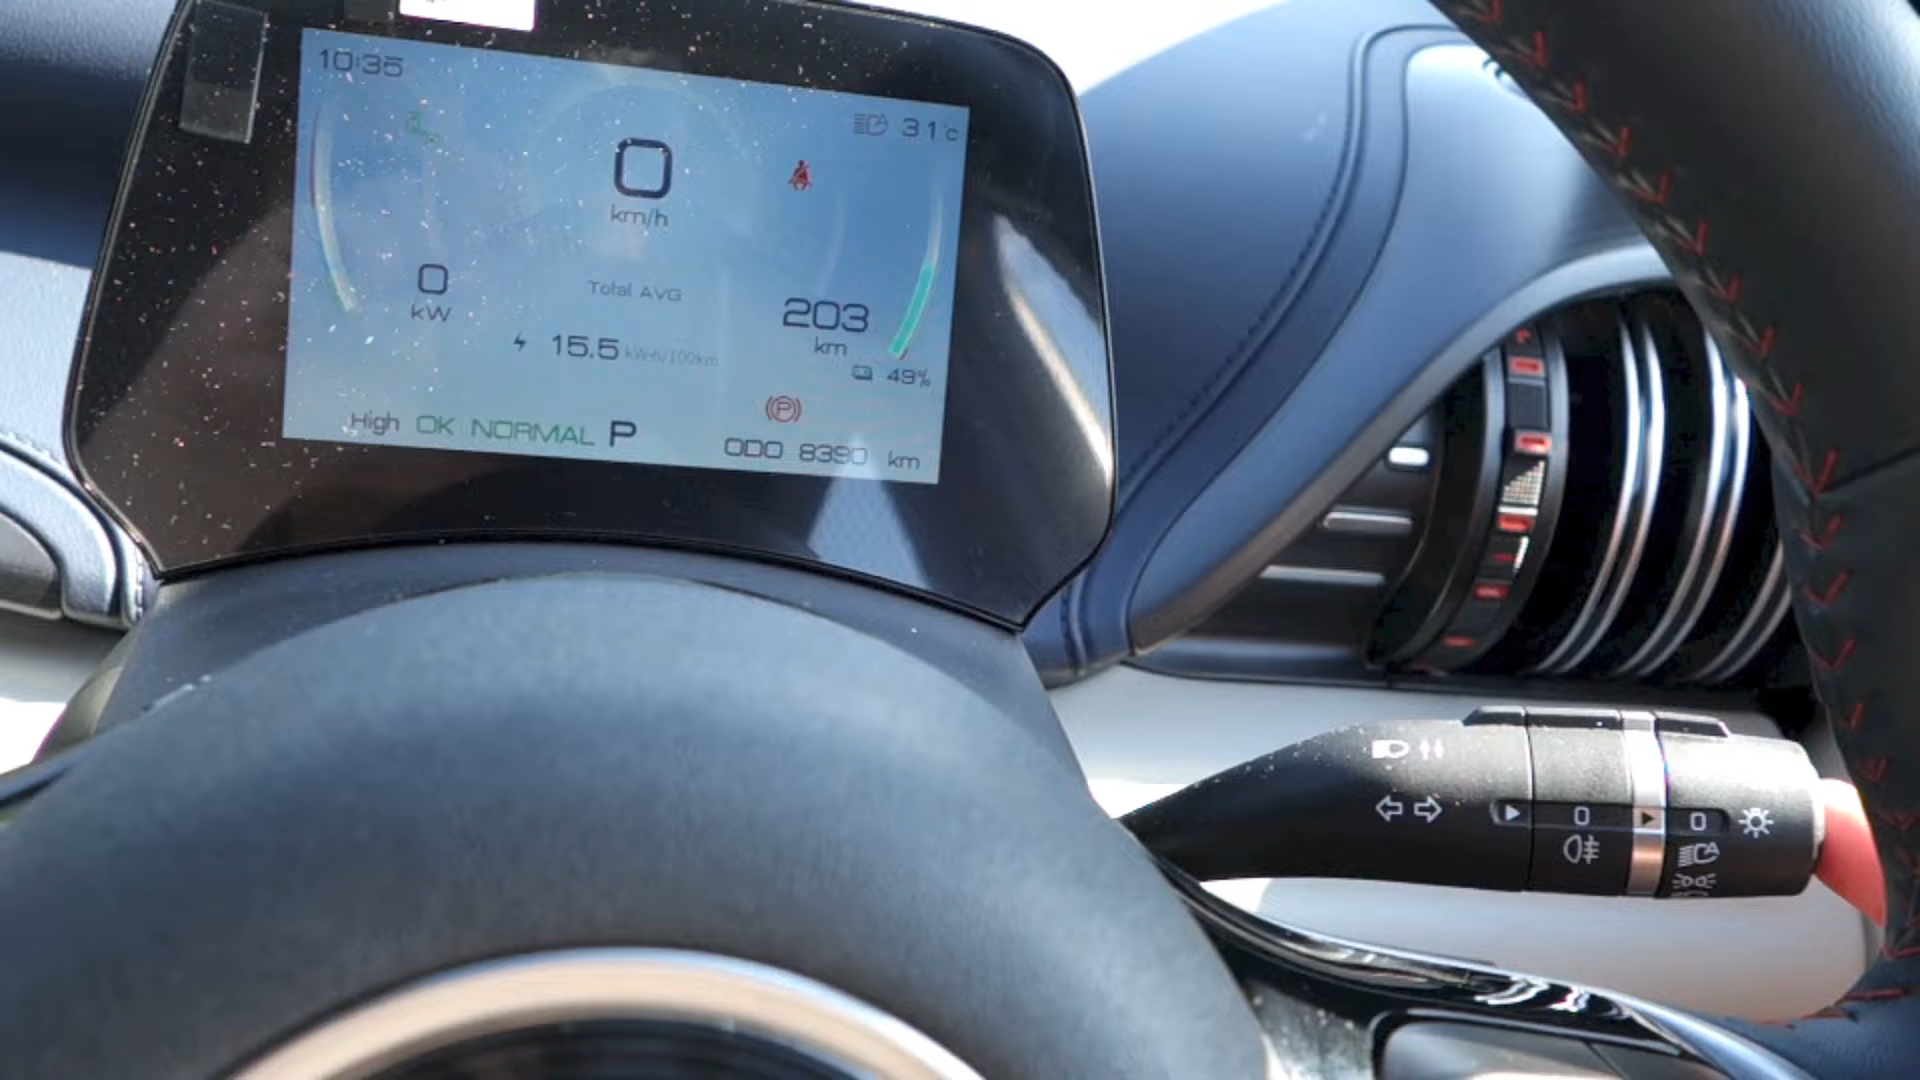 10:35
31°c
0
km/h
0
kW
Total AVG
203
km
15.5 kWh/100km
49%
High OK NORMAL P
(P)
ODO 8390 km
0
0